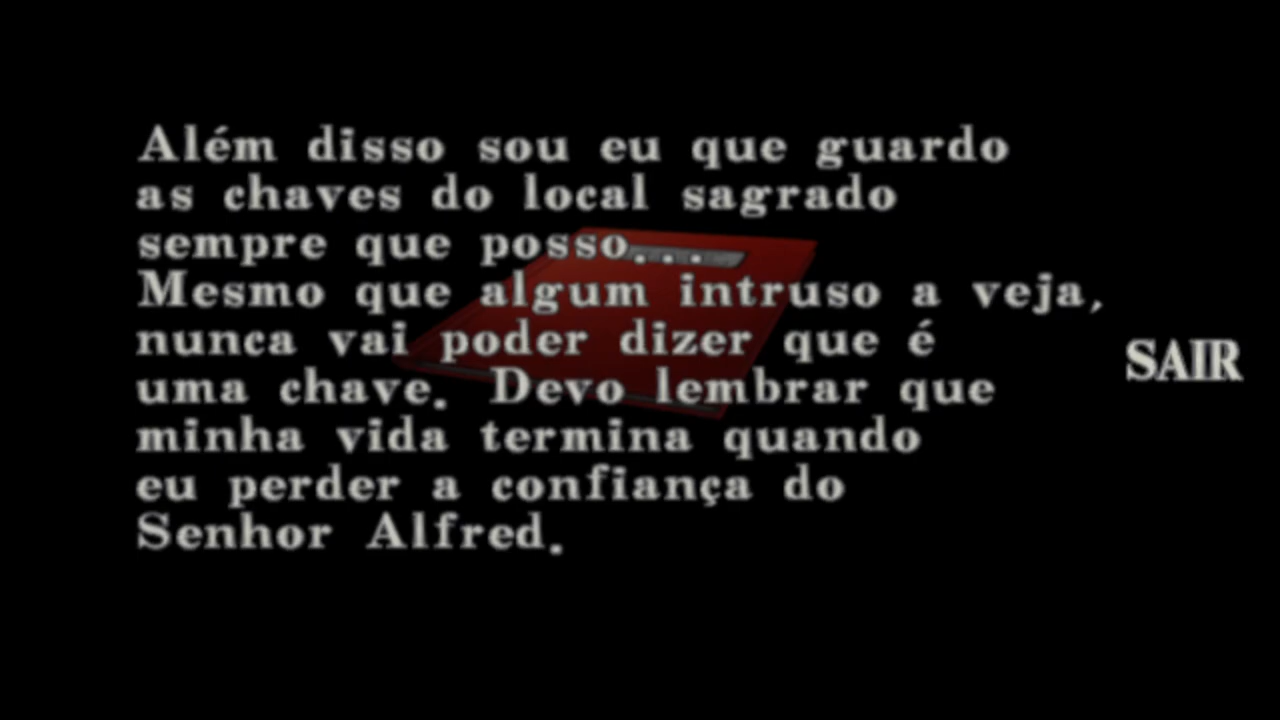 Além disso sou eu que guardo
as chaves do local sagrado
sempre que posso...
Mesmo que algum intruso a veja,
nunca vai poder dizer que é
uma chave. Devo lembrar que
minha vida termina quando
eu perder a confiança do
Senhor Alfred.
SAIR